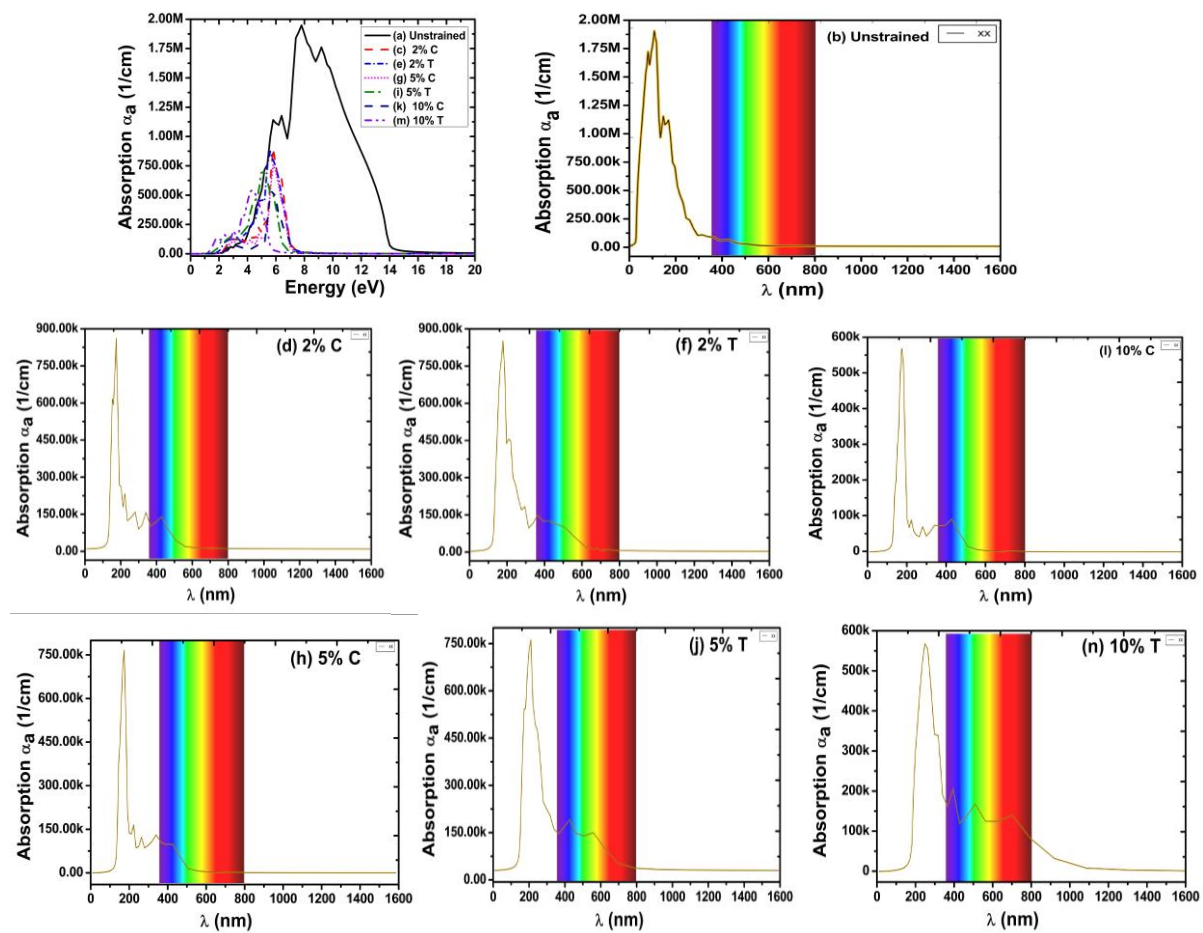 2.00M
1.75M
1.50M
1.25M
1.00M
750.00k
500.00k
250.00k
0.00
Absorption αa (1/cm)
(a) Unstrained
(c) 2% C
(e) 2% T
(g) 5% C
(i) 5% T
(k) 10% C
(m) 10% T
0 2 4 6 8 10 12 14 16 18 20
Energy (eV)
2.00M
1.75M
1.50M
1.25M
1.00M
750.00k
500.00k
250.00k
0.00
Absorption αa (1/cm)
(b) Unstrained
xx
0 200 400 600 800 1000 1200 1400 1600
λ (nm)
900.00k
750.00k
600.00k
450.00k
300.00k
150.00k
0.00
Absorption αa (1/cm)
(d) 2% C
0 200 400 600 800 1000 1200 1400 1600
λ (nm)
900.00k
750.00k
600.00k
450.00k
300.00k
150.00k
0.00
Absorption αa (1/cm)
(f) 2% T
0 200 400 600 800 1000 1200 1400 1600
λ (nm)
600k
500k
400k
300k
200k
100k
0
Absorption αa (1/cm)
(l) 10% C
0 200 400 600 800 1000 1200 1400 1600
λ (nm)
750.00k
600.00k
450.00k
300.00k
150.00k
0.00
Absorption αa (1/cm)
(h) 5% C
0 200 400 600 800 1000 1200 1400 1600
λ (nm)
750.00k
600.00k
450.00k
300.00k
150.00k
0.00
Absorption αa (1/cm)
(j) 5% T
0 200 400 600 800 1000 1200 1400 1600
λ (nm)
600k
500k
400k
300k
200k
100k
0
Absorption αa (1/cm)
(n) 10% T
0 200 400 600 800 1000 1200 1400 1600
λ (nm)